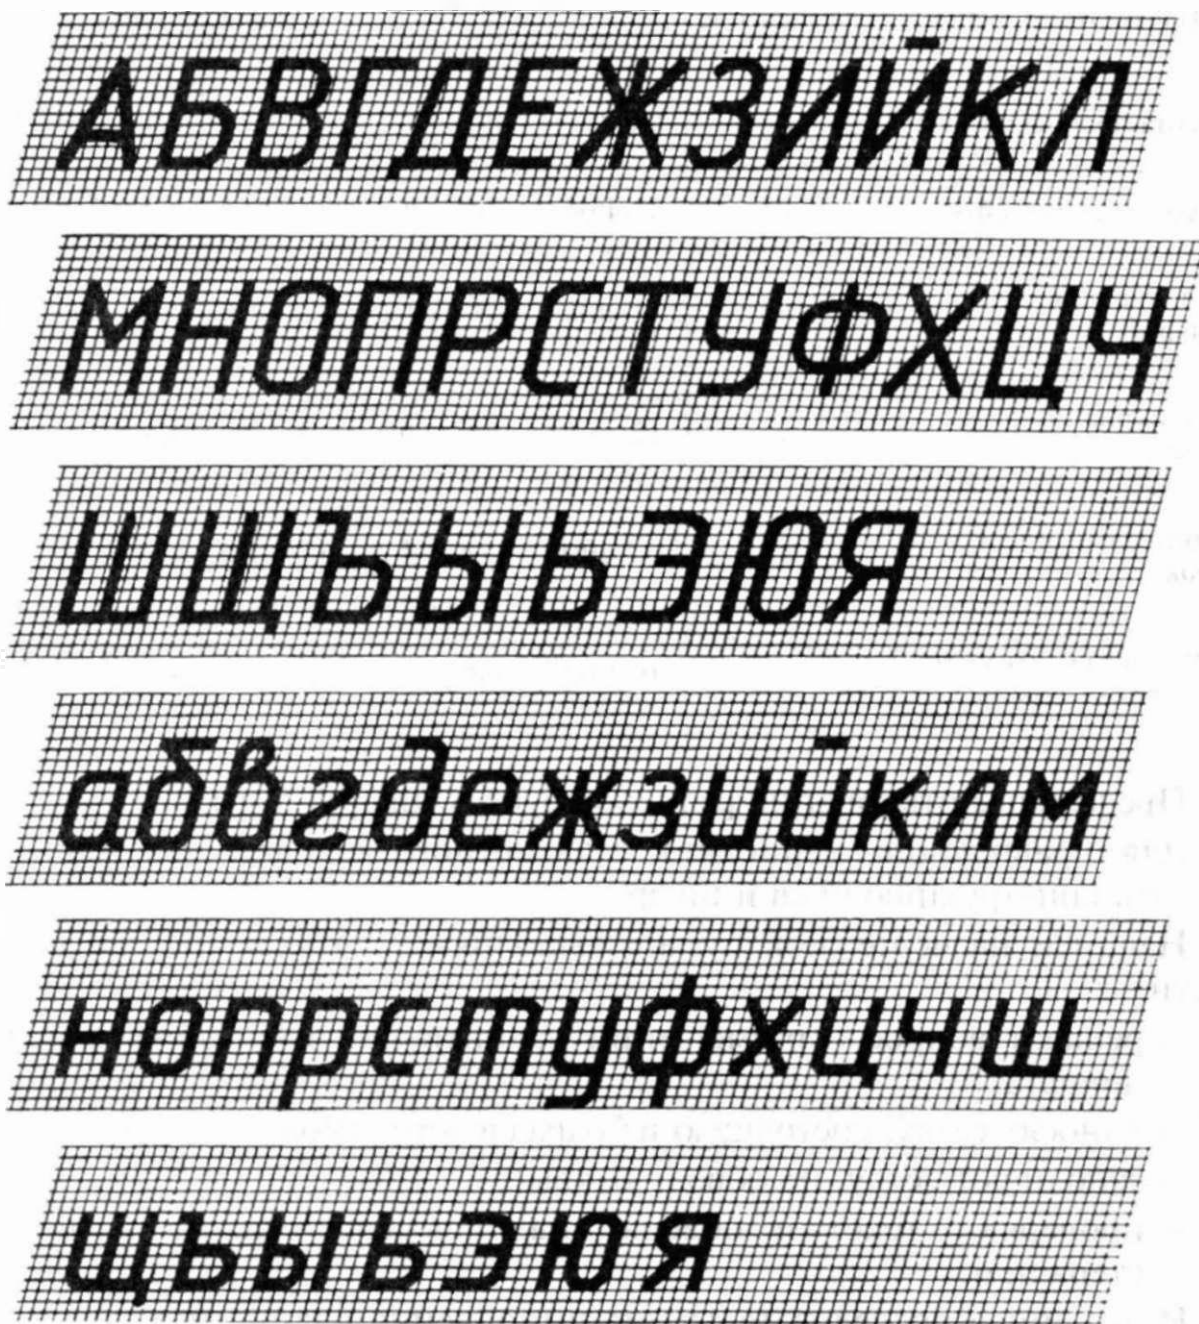 АБВГДЕЖЗИЙКЛ
МНОПРСТУФХЦЧ
ШЩЪЫЬЭЮЯ
абвгдежзийклм
нопрстуфхцчш
щъыьэюя